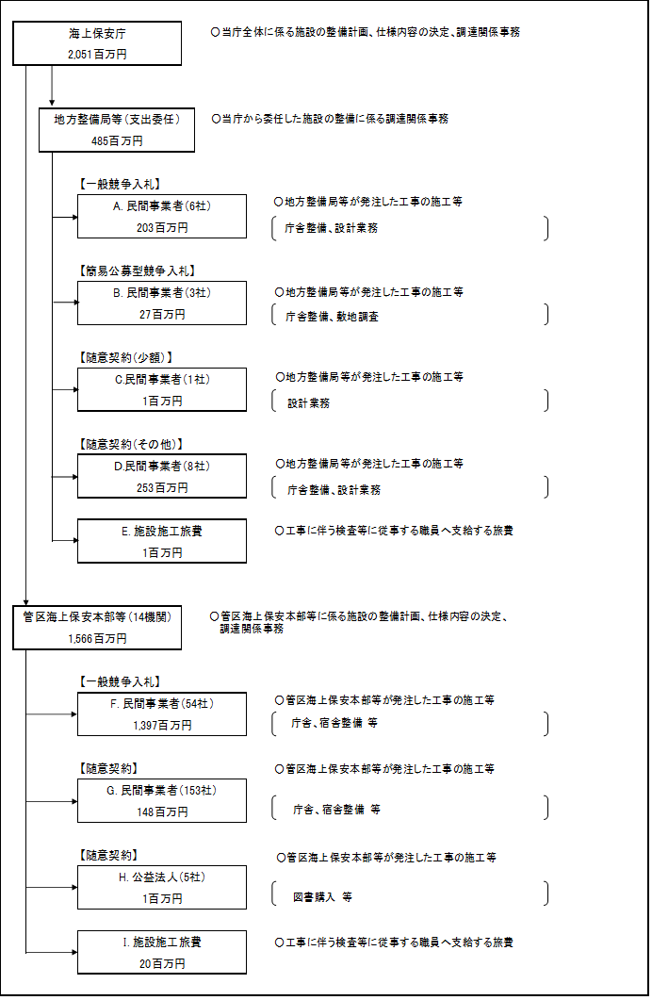 海上保安庁
2,051百万円
○当庁全体に係る施設の整備計画、仕様内容の決定、調達関係事務
地方整備局等(支出委任)
485百万円
○当庁から委任した施設の整備に係る調達関係事務
【一般競争入札】
A. 民間事業者(6社)
203百万円
○地方整備局等が発注した工事の施工等
庁舎整備、設計業務
【簡易公募型競争入札】
B. 民間事業者(3社)
27百万円
○地方整備局等が発注した工事の施工等
庁舎整備、敷地調査
【随意契約(少額)】
C.民間事業者(1社)
1百万円
○地方整備局等が発注した工事の施工等
設計業務
【随意契約(その他)】
D.民間事業者(8社)
253百万円
○地方整備局等が発注した工事の施工等
庁舎整備、設計業務
E. 施設施工旅費
1百万円
○工事に伴う検査等に従事する職員へ支給する旅費
管区海上保安本部等(14機関)
1,566百万円
○管区海上保安本部等に係る施設の整備計画、仕様内容の決定、
調達関係事務
【一般競争入札】
F. 民間事業者(54社)
1,397百万円
○管区海上保安本部等が発注した工事の施工等
庁舎、宿舎整備 等
【随意契約】
G. 民間事業者(153社)
148百万円
○管区海上保安本部等が発注した工事の施工等
庁舎、宿舎整備 等
【随意契約】
H. 公益法人(5社)
1百万円
○管区海上保安本部等が発注した工事の施工等
図書購入 等
I. 施設施工旅費
20百万円
○工事に伴う検査等に従事する職員へ支給する旅費